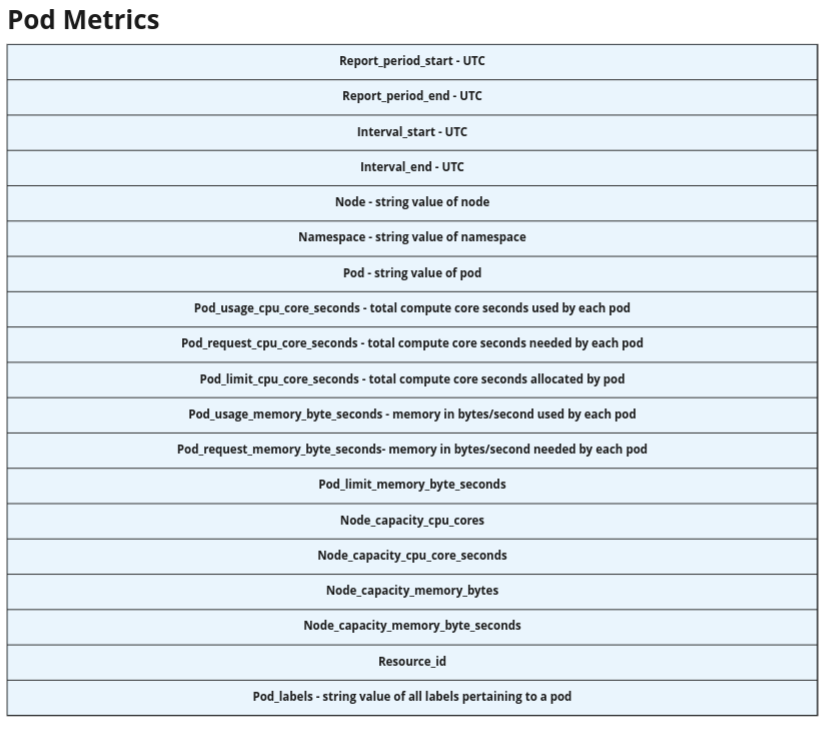 Pod Metrics
Report_period_start - UTC
Report_period_end - UTC
Interval_start - UTC
Interval_end - UTC
Node - string value of node
Namespace - string value of namespace
Pod - string value of pod
Pod_usage_cpu_core_seconds - total compute core seconds used by each pod
Pod_request_cpu_core_seconds - total compute core seconds needed by each pod
Pod_limit_cpu_core_seconds - total compute core seconds allocated by pod
Pod_usage_memory_byte_seconds - memory in bytes/second used by each pod
Pod_request_memory_byte_seconds- memory in bytes/second needed by each pod
Pod_limit_memory_byte_seconds
Node_capacity_cpu_cores
Node_capacity_cpu_core_seconds
Node_capacity_memory_bytes
Node_capacity_memory_byte_seconds
Resource_id
Pod_labels - string value of all labels pertaining to a pod